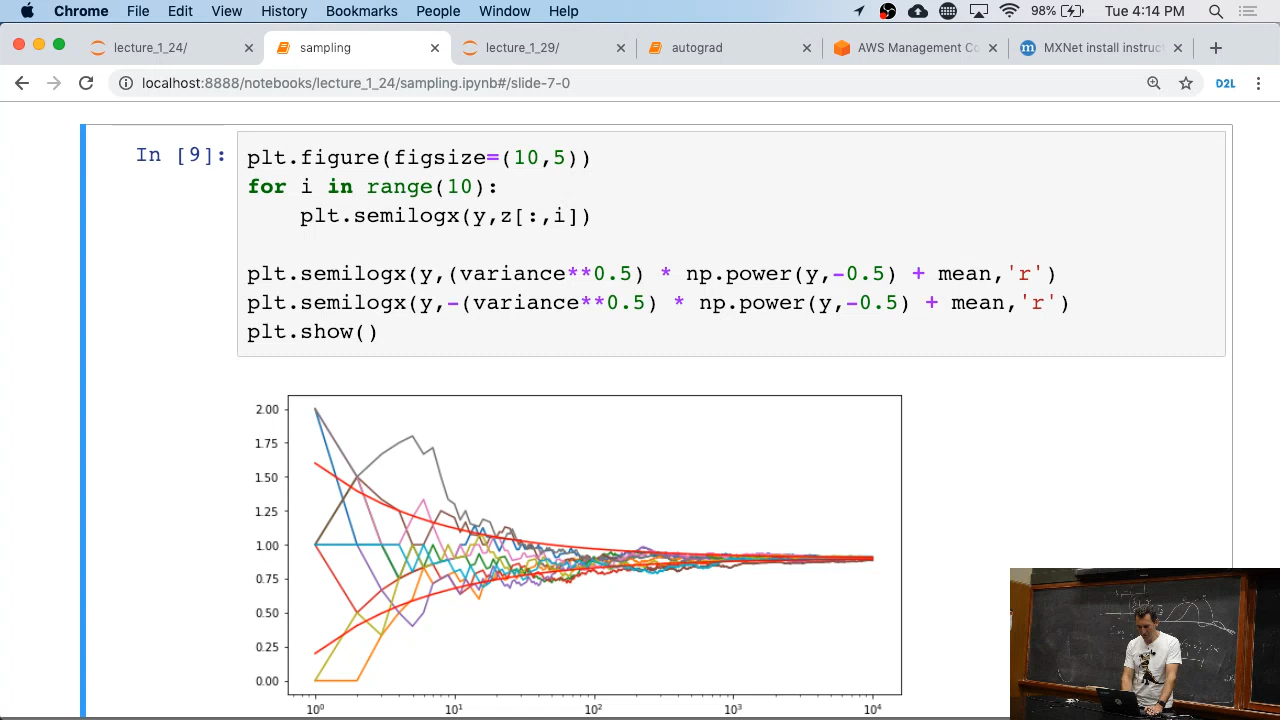 Chrome File Edit View History Bookmarks People Window Help 98% Tue 4:14 PM
lecture_1_24/ sampling lecture_1_29/ autograd AWS Management Co MXNet install instruct
localhost:8888/notebooks/lecture_1_24/sampling.ipynb#/slide-7-0 D2L
In [9]: plt.figure(figsize=(10,5))
for i in range(10):
    plt.semilogx(y,z[:,i])
plt.semilogx(y,(variance**0.5) * np.power(y,-0.5) + mean,'r')
plt.semilogx(y,-(variance**0.5) * np.power(y,-0.5) + mean,'r')
plt.show()
2.00
1.75
1.50
1.25
1.00
0.75
0.50
0.25
0.00
10⁰ 10¹ 10² 10³ 10⁴